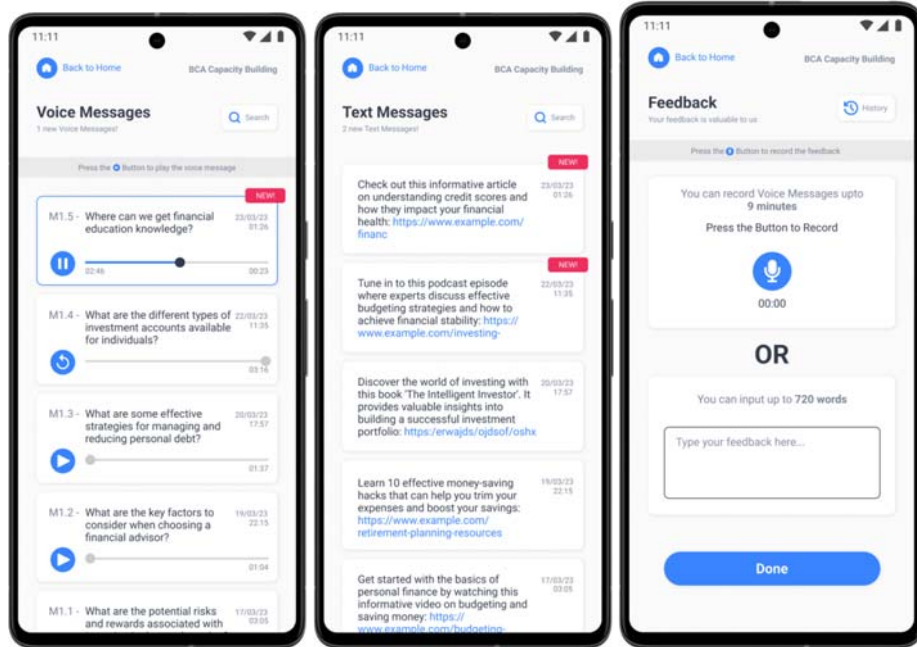 11:11
Back to Home
BCA Capacity Building
Voice Messages
1 new Voice Messages!
Search
Press the Button to play the voice message
NEW!
M1.5 - Where can we get financial
education knowledge?
23/03/23
01:26
02:46
00:23
M1.4 - What are the different types of
investment accounts available
for individuals?
22/03/23
11:35
03:16
M1.3 - What are some effective
strategies for managing and
reducing personal debt?
20/03/23
17:57
01:37
M1.2 - What are the key factors to
consider when choosing a
financial advisor?
19/03/23
22:15
01:04
M1.1 - What are the potential risks
and rewards associated with
17/03/23
03:05
11:11
Back to Home
BCA Capacity Building
Text Messages
2 new Text Messages!
Search
NEW!
Check out this informative article
on understanding credit scores and
how they impact your financial
health: https://www.example.com/
financ
23/03/23
01:26
NEW!
Tune in to this podcast episode
where experts discuss effective
budgeting strategies and how to
achieve financial stability: https://
www.example.com/investing-
22/03/23
11:35
Discover the world of investing with
this book 'The Intelligent Investor'. It
provides valuable insights into
building a successful investment
portfolio: https:/erwajds/ojdsof/oshx
20/03/23
17:57
Learn 10 effective money-saving
hacks that can help you trim your
expenses and boost your savings:
https://www.example.com/
retirement-planning-resources
19/03/23
22:15
Get started with the basics of
personal finance by watching this
informative video on budgeting and
saving money: https://
www.example.com/budgeting-
17/03/23
03:05
11:11
Back to Home
BCA Capacity Building
Feedback
Your feedback is valuable to us
History
Press the Button to record the feedback
You can record Voice Messages upto
9 minutes
Press the Button to Record
00:00
OR
You can input up to 720 words
Type your feedback here...
Done